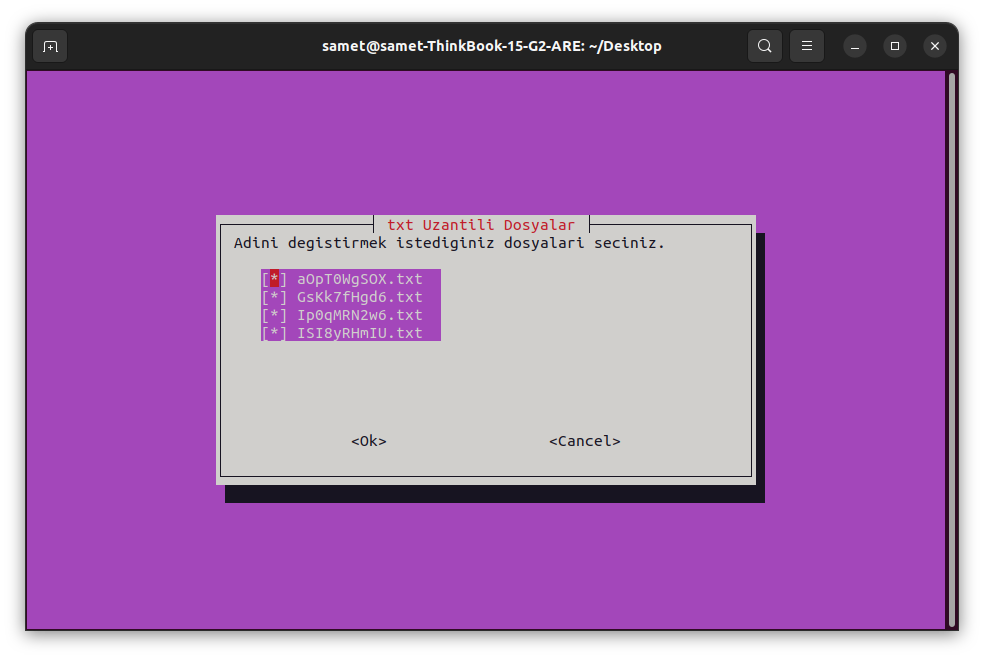 samet@samet-ThinkBook-15-G2-ARE: ~/Desktop
txt Uzantili Dosyalar
Adini degistirmek istediginiz dosyalari seciniz.
[*] aOpT0WgSOX.txt
[*] GsKk7fHgd6.txt
[*] Ip0qMRN2w6.txt
[*] ISI8yRHmIU.txt
<Ok> <Cancel>